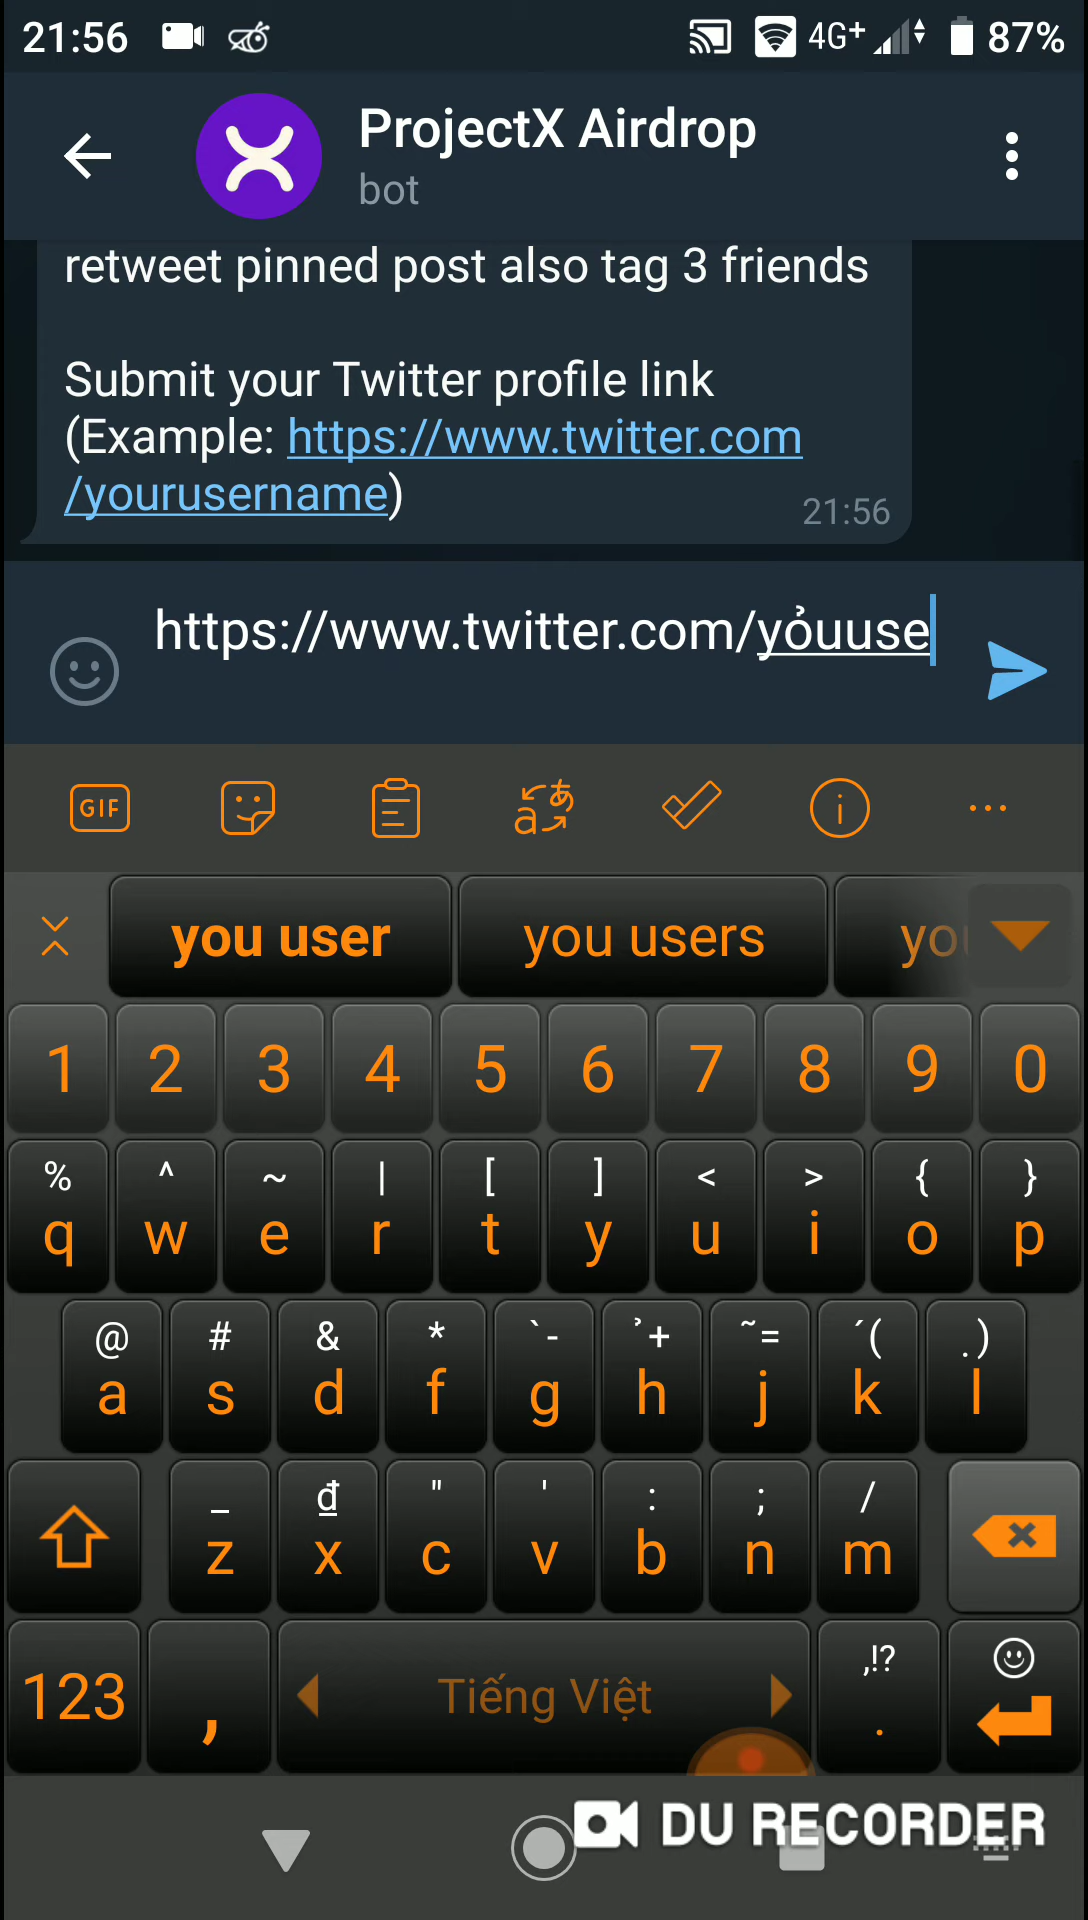 21:56 4G+ 87%
ProjectX Airdrop
bot
retweet pinned post also tag 3 friends
Submit your Twitter profile link
(Example: https://www.twitter.com
/yourusername)
21:56
https://www.twitter.com/yỏuuse
GIF aあ i ...
you user you users
1 2 3 4 5 6 7 8 9 0
% ^ ~ | [ ] < > { }
q w e r t y u i o p
@ # & * `- ̉+ ˜= ´( .)
a s d f g h j k l
_ đ " ' : ; /
z x c v b n m
,!?
123 , Tiếng Việt .
DU RECORDER